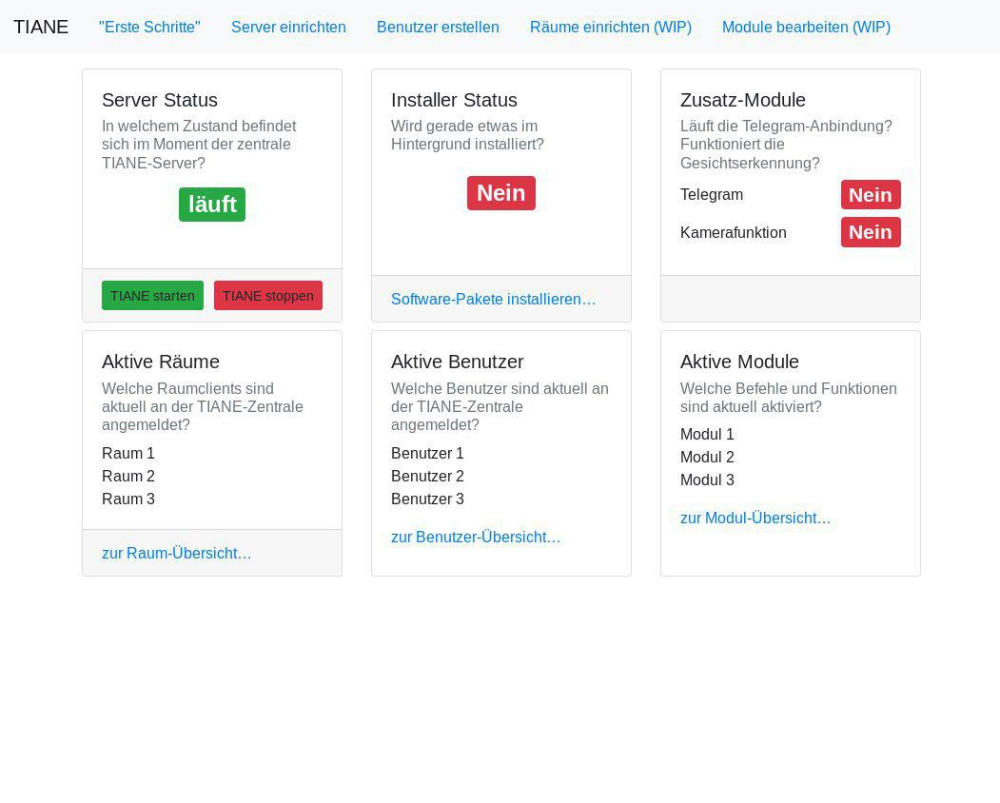 TIANE "Erste Schritte" Server einrichten Benutzer erstellen Räume einrichten (WIP) Module bearbeiten (WIP)
Server Status
In welchem Zustand befindet
sich im Moment der zentrale
TIANE-Server?
läuft
TIANE starten TIANE stoppen
Installer Status
Wird gerade etwas im
Hintergrund installiert?
Nein
Software-Pakete installieren…
Zusatz-Module
Läuft die Telegram-Anbindung?
Funktioniert die
Gesichtserkennung?
Telegram Nein
Kamerafunktion Nein
Aktive Räume
Welche Raumclients sind
aktuell an der TIANE-Zentrale
angemeldet?
Raum 1
Raum 2
Raum 3
zur Raum-Übersicht…
Aktive Benutzer
Welche Benutzer sind aktuell an
der TIANE-Zentrale
angemeldet?
Benutzer 1
Benutzer 2
Benutzer 3
zur Benutzer-Übersicht…
Aktive Module
Welche Befehle und Funktionen
sind aktuell aktiviert?
Modul 1
Modul 2
Modul 3
zur Modul-Übersicht…